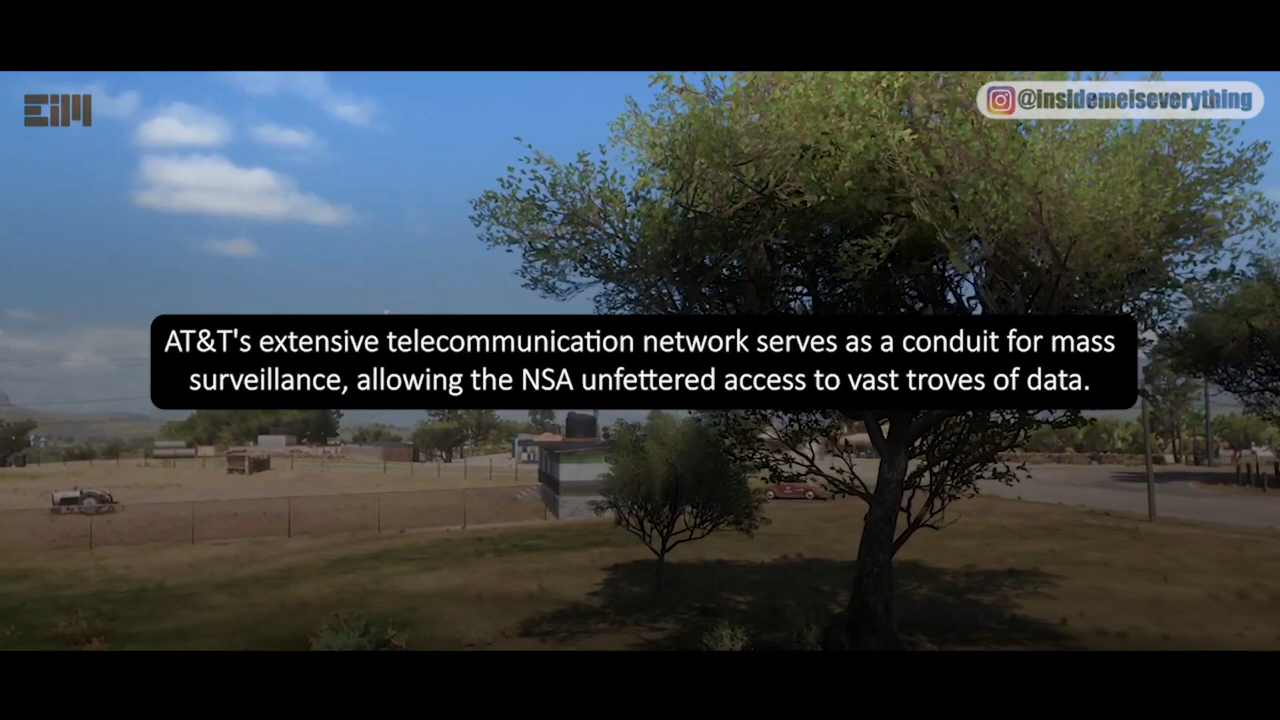 EIM
@insidemeiseverything
AT&T's extensive telecommunication network serves as a conduit for mass
surveillance, allowing the NSA unfettered access to vast troves of data.